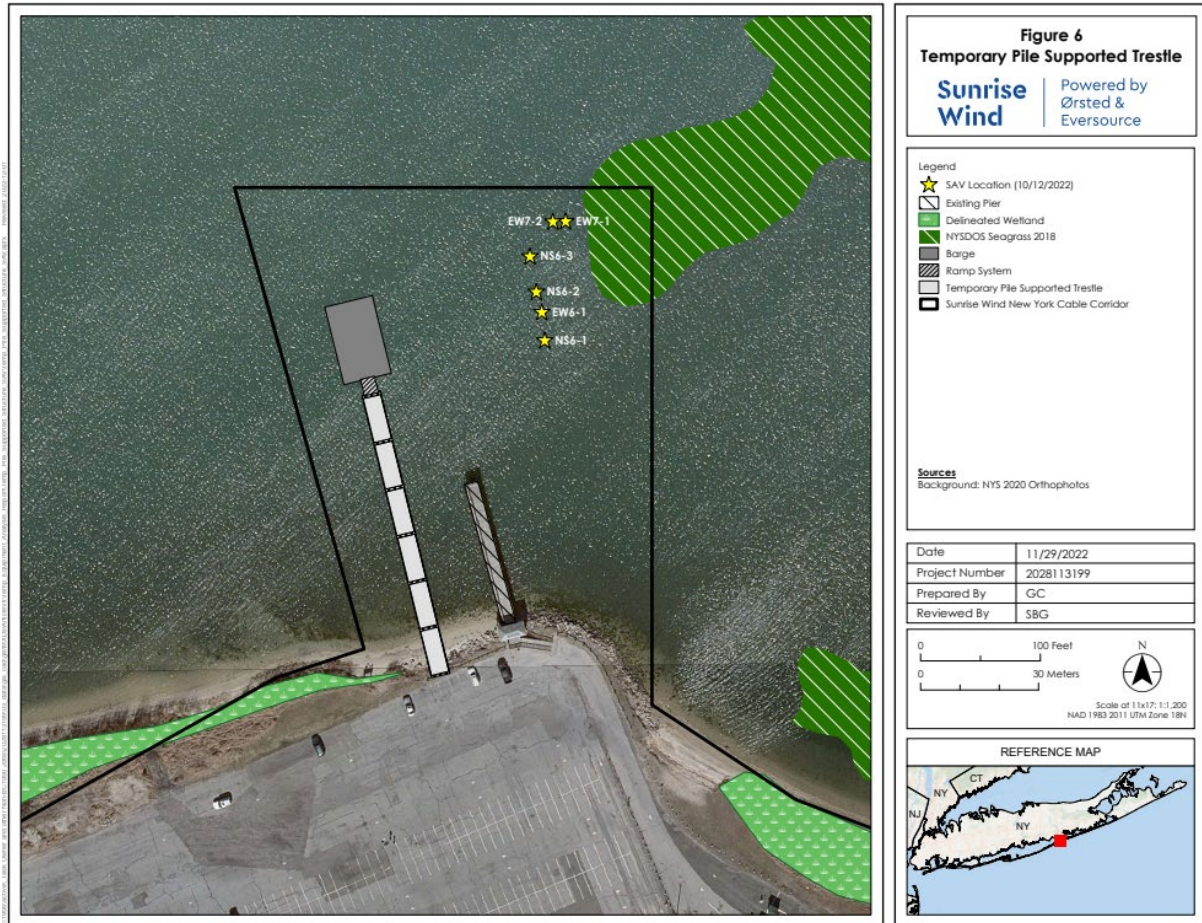 Figure 6
Temporary Pile Supported Trestle
Sunrise Wind
Powered by
Ørsted &
Eversource
Legend
SAV Location (10/12/2022)
Existing Pier
Delineated Wetland
NYSDOS Seagrass 2018
Barge
Ramp System
Temporary Pile Supported Trestle
Sunrise Wind New York Cable Corridor
Sources
Background: NYS 2020 Orthophotos
Date 11/29/2022
Project Number 2028113199
Prepared By GC
Reviewed By SBG
0 100 Feet
0 30 Meters
N
Scale at 11x17: 1:1,200
NAD 1983 2011 UTM Zone 18N
REFERENCE MAP
CT
NY
NJ
NY
EW7-2 EW7-1
NS6-3
NS6-2
EW6-1
NS6-1